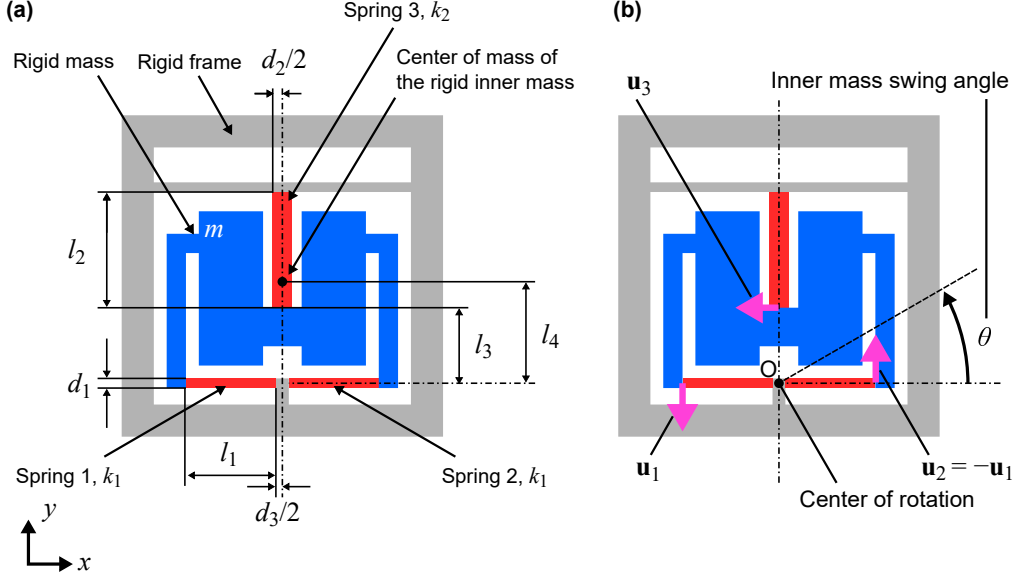 (a)
Spring 3, k₂
Rigid mass
Rigid frame
d₂/2
Center of mass of
the rigid inner mass
m
l₂
l₃
l₄
d₁
l₁
Spring 1, k₁
Spring 2, k₁
d₃/2
y
x
(b)
u₃
Inner mass swing angle
θ
O
u₁
u₂ = −u₁
Center of rotation